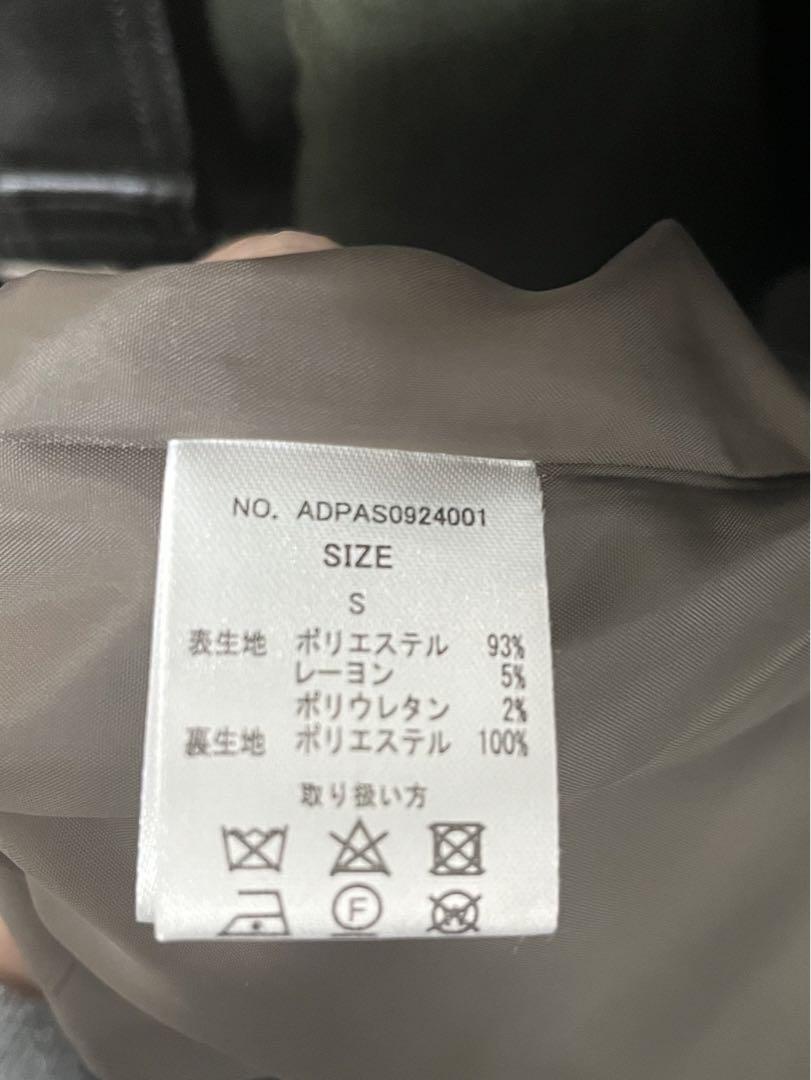 NO. ADPAS0924001
SIZE
S
表生地 ポリエステル 93%
レーヨン 5%
ポリウレタン 2%
裏生地 ポリエステル 100%
取り扱い方
F
W